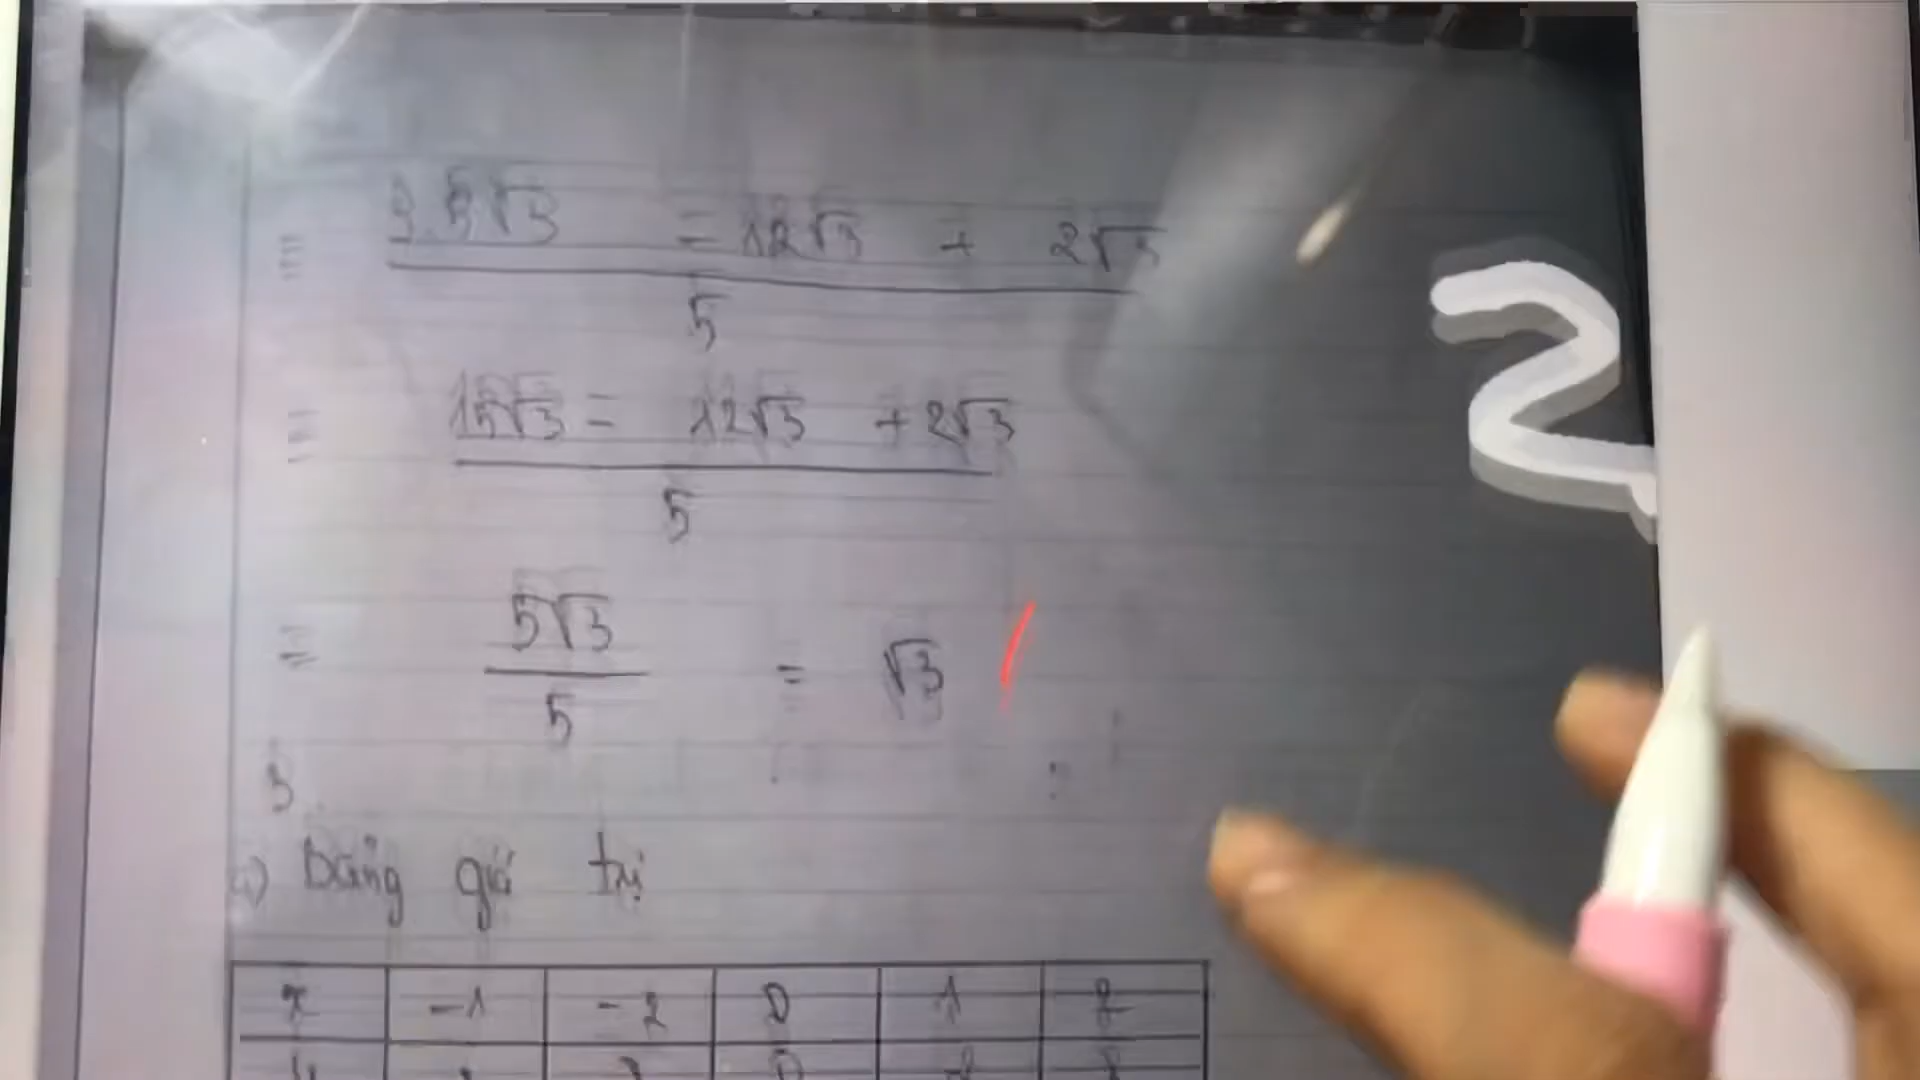 = 3.5√3 = 12√3 + 2√3
5
= 15√3 = 12√3 + 2√3
5
= 5√3 = √3
5
3
a) Bảng giá trị
x -1 -2 0 1 2
2